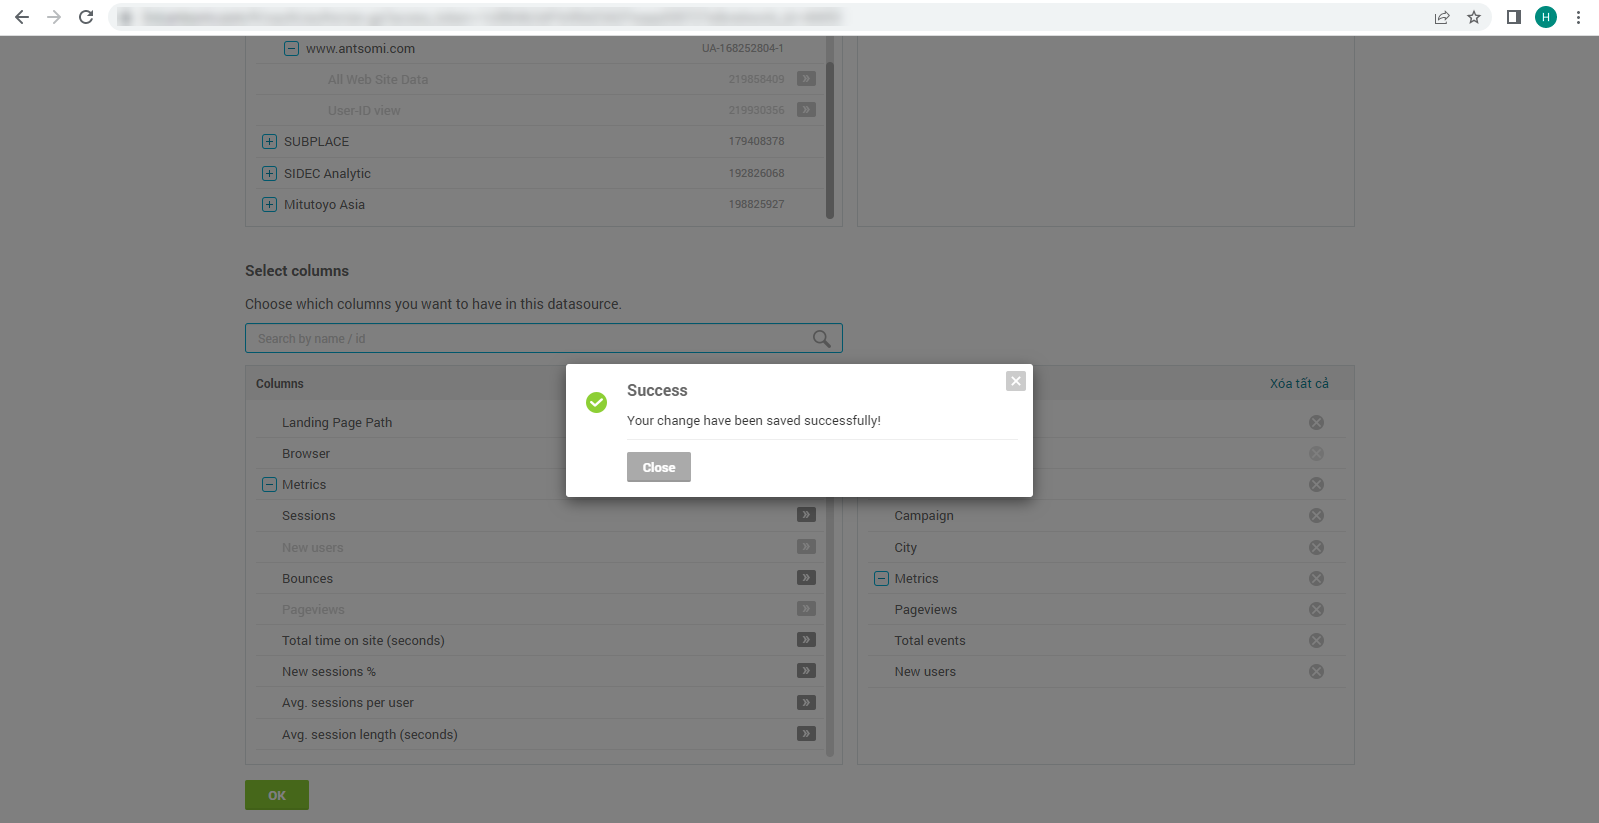 H
www.antsomi.com UA-168252804-1
All Web Site Data 219858409
User-ID view 219930356
SUBPLACE 179408378
SIDEC Analytic 192826068
Mitutoyo Asia 198825927
Select columns
Choose which columns you want to have in this datasource.
Search by name / id
Columns Xóa tất cả
Success
Your change have been saved successfully!
Close
Landing Page Path
Browser
Metrics
Sessions
New users
Bounces
Pageviews
Total time on site (seconds)
New sessions %
Avg. sessions per user
Avg. session length (seconds)
Campaign
City
Metrics
Pageviews
Total events
New users
OK